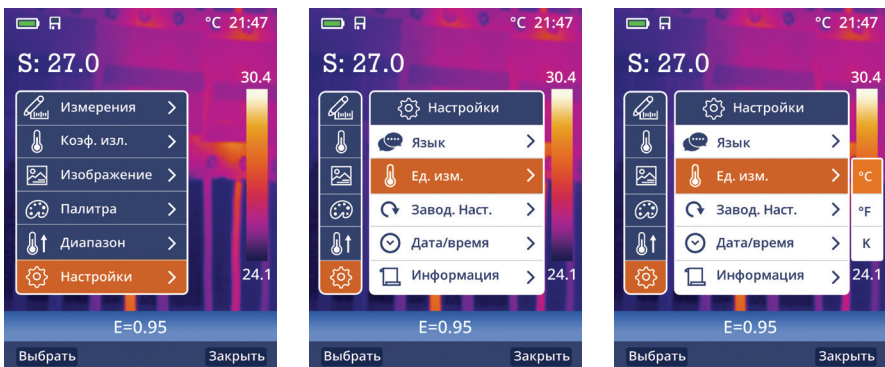 °C 21:47
S: 27.0
30.4
Измерения
Коэф. изл.
Изображение
Палитра
Диапазон
Настройки
24.1
E=0.95
Выбрать Закрыть
°C 21:47
S: 27.0
30.4
Настройки
Язык
Ед. изм.
Завод. Наст.
Дата/время
Информация
24.1
E=0.95
Выбрать Закрыть
°C 21:47
S: 27.0
30.4
Настройки
Язык
Ед. изм.
°C
Завод. Наст.
°F
Дата/время
K
Информация
24.1
E=0.95
Выбрать Закрыть